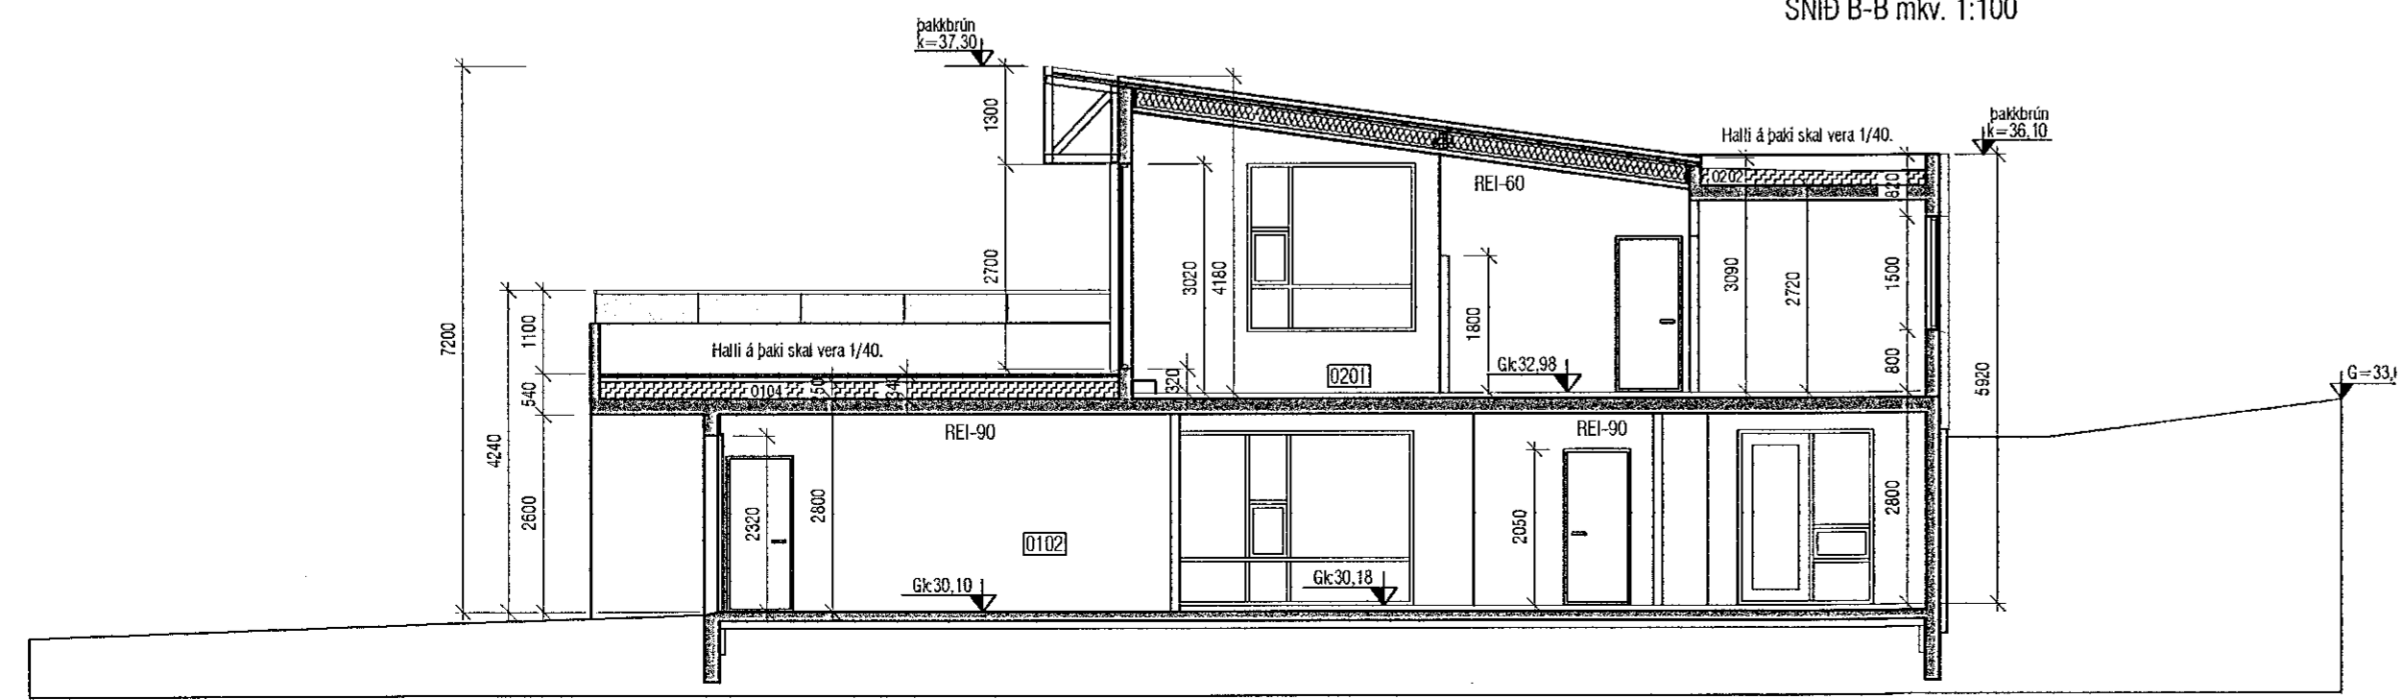 SNIÐ B-B mkv. 1:100
þakkbrún
k=37,30
þakkbrún
k=36,10
Halli á þaki skal vera 1/40.
1300
0202
820
REI-60
2700
3020
4180
3090
2720
1500
7200
1100
1800
Halli á þaki skal vera 1/40.
Gk:32,98
800
5920
G=33,
0201
320
540
0104
340
4240
REI-90
REI-90
2600
2320
2800
2050
2800
0102
Gk:30,10
Gk:30,18